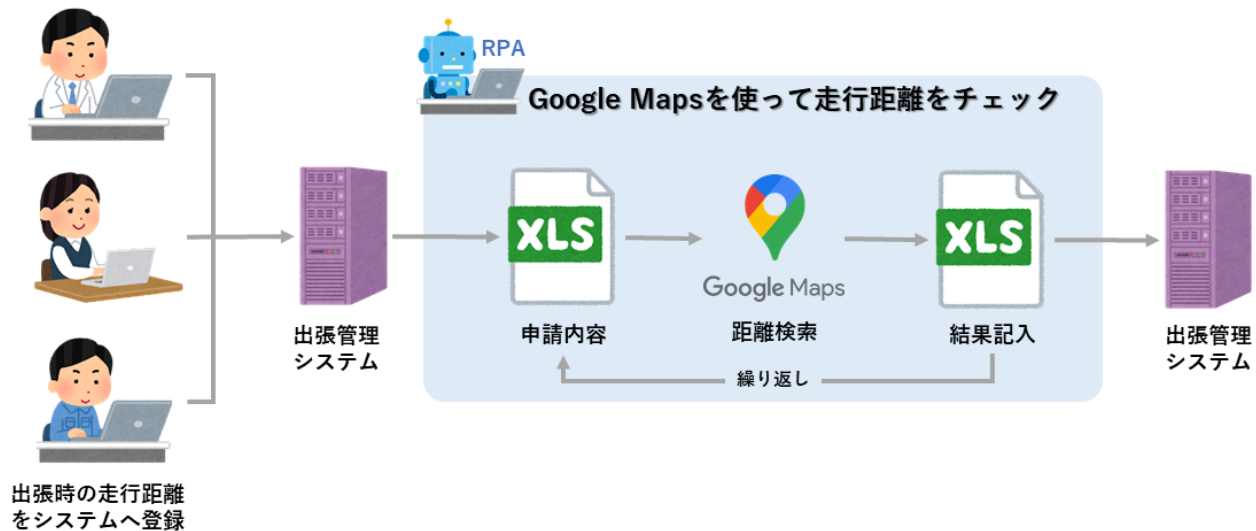 RPA
Google Mapsを使って走行距離をチェック
XLS
XLS
Google Maps
出張管理
システム
申請内容
距離検索
結果記入
出張管理
システム
繰り返し
出張時の走行距離
をシステムへ登録